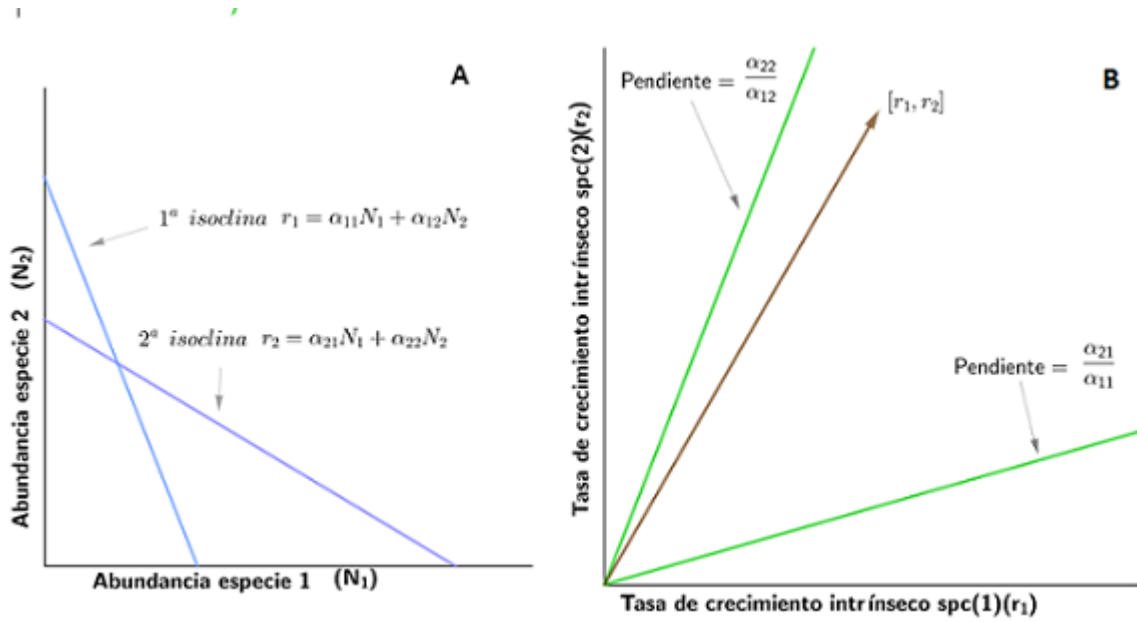 A
1ª isoclina r₁ = α₁₁N₁ + α₁₂N₂
2ª isoclina r₂ = α₂₁N₁ + α₂₂N₂
Abundancia especie 2 (N₂)
Abundancia especie 1 (N₁)
B
Pendiente = α₂₂/α₁₂
[r₁, r₂]
Pendiente = α₂₁/α₁₁
Tasa de crecimiento intrínseco spc(2)(r₂)
Tasa de crecimiento intrínseco spc(1)(r₁)